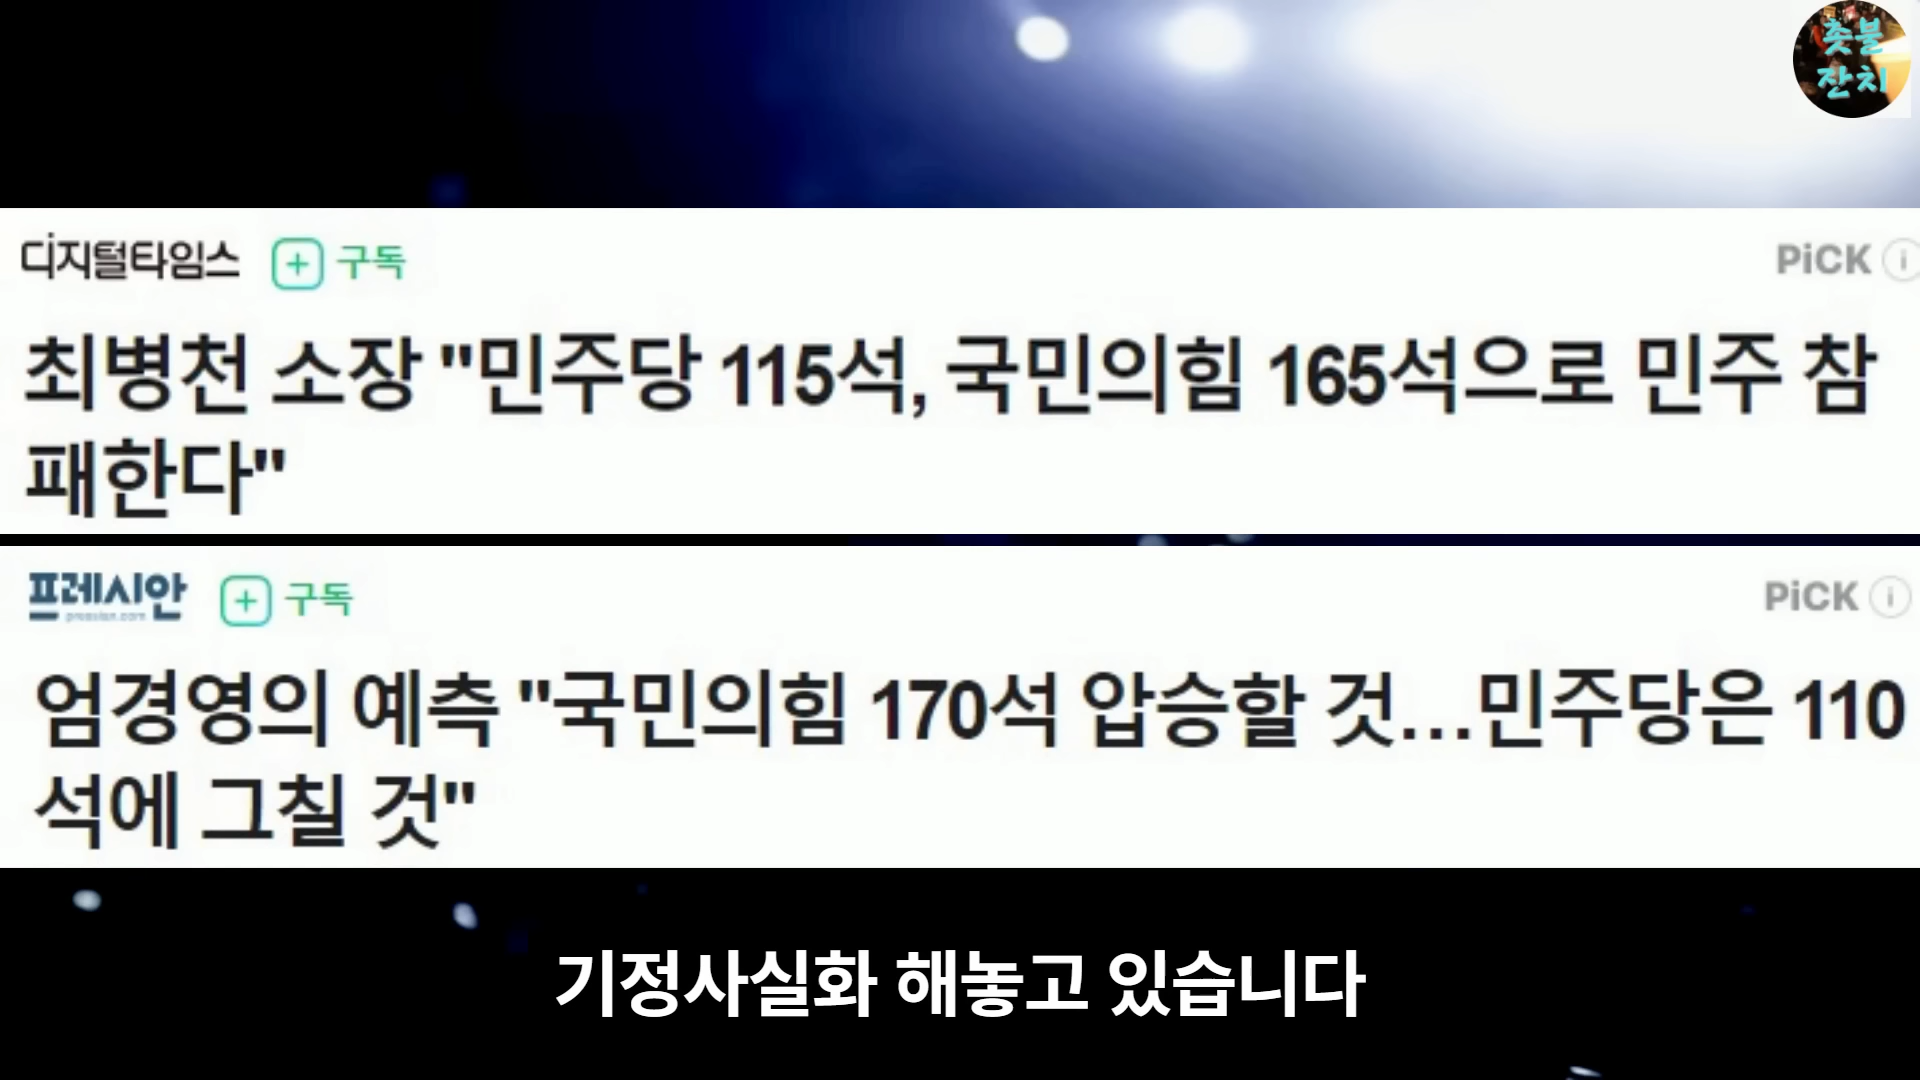 촛불
잔치
디지털타임스 구독 PiCK
최병천 소장 "민주당 115석, 국민의힘 165석으로 민주 참
패한다"
프레시안 구독 PiCK
pressian.com
엄경영의 예측 "국민의힘 170석 압승할 것...민주당은 110
석에 그칠 것"
기정사실화 해놓고 있습니다